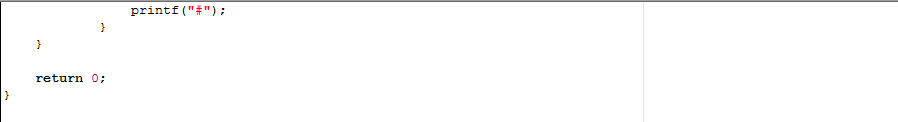 printf("#");
}
}
return 0;
}